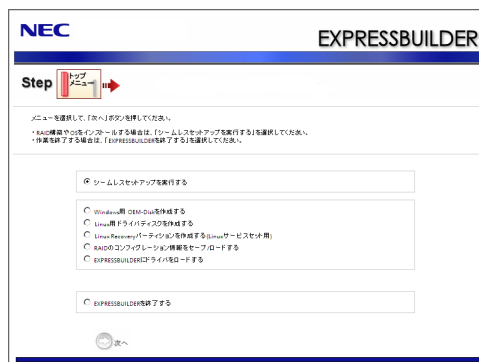 NEC
EXPRESSBUILDER
Step トップメニュー
メニューを選択して、「次へ」ボタンを押してください。
・RAID構築やOSをインストールする場合は、「シームレスセットアップを実行する」を選択してください。
・作業を終了する場合は、「EXPRESSBUILDERを終了する」を選択してください。
シームレスセットアップを実行する
Windows用 OEM-Diskを作成する
Linux用ドライバディスクを作成する
Linux Recoveryパーティションを作成する(Linuxサービスセット用)
RAIDのコンフィグレーション情報をセーブ/ロードする
EXPRESSBUILDERにドライバをロードする
EXPRESSBUILDERを終了する
次へ